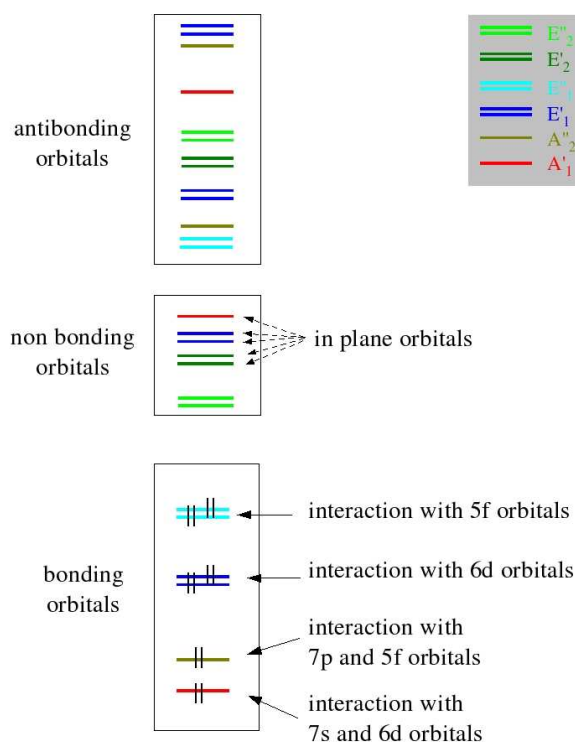 antibonding
orbitals
E''2
E'2
E''1
E'1
A''2
A'1
non bonding
orbitals
in plane orbitals
bonding
orbitals
interaction with 5f orbitals
interaction with 6d orbitals
interaction with
7p and 5f orbitals
interaction with
7s and 6d orbitals